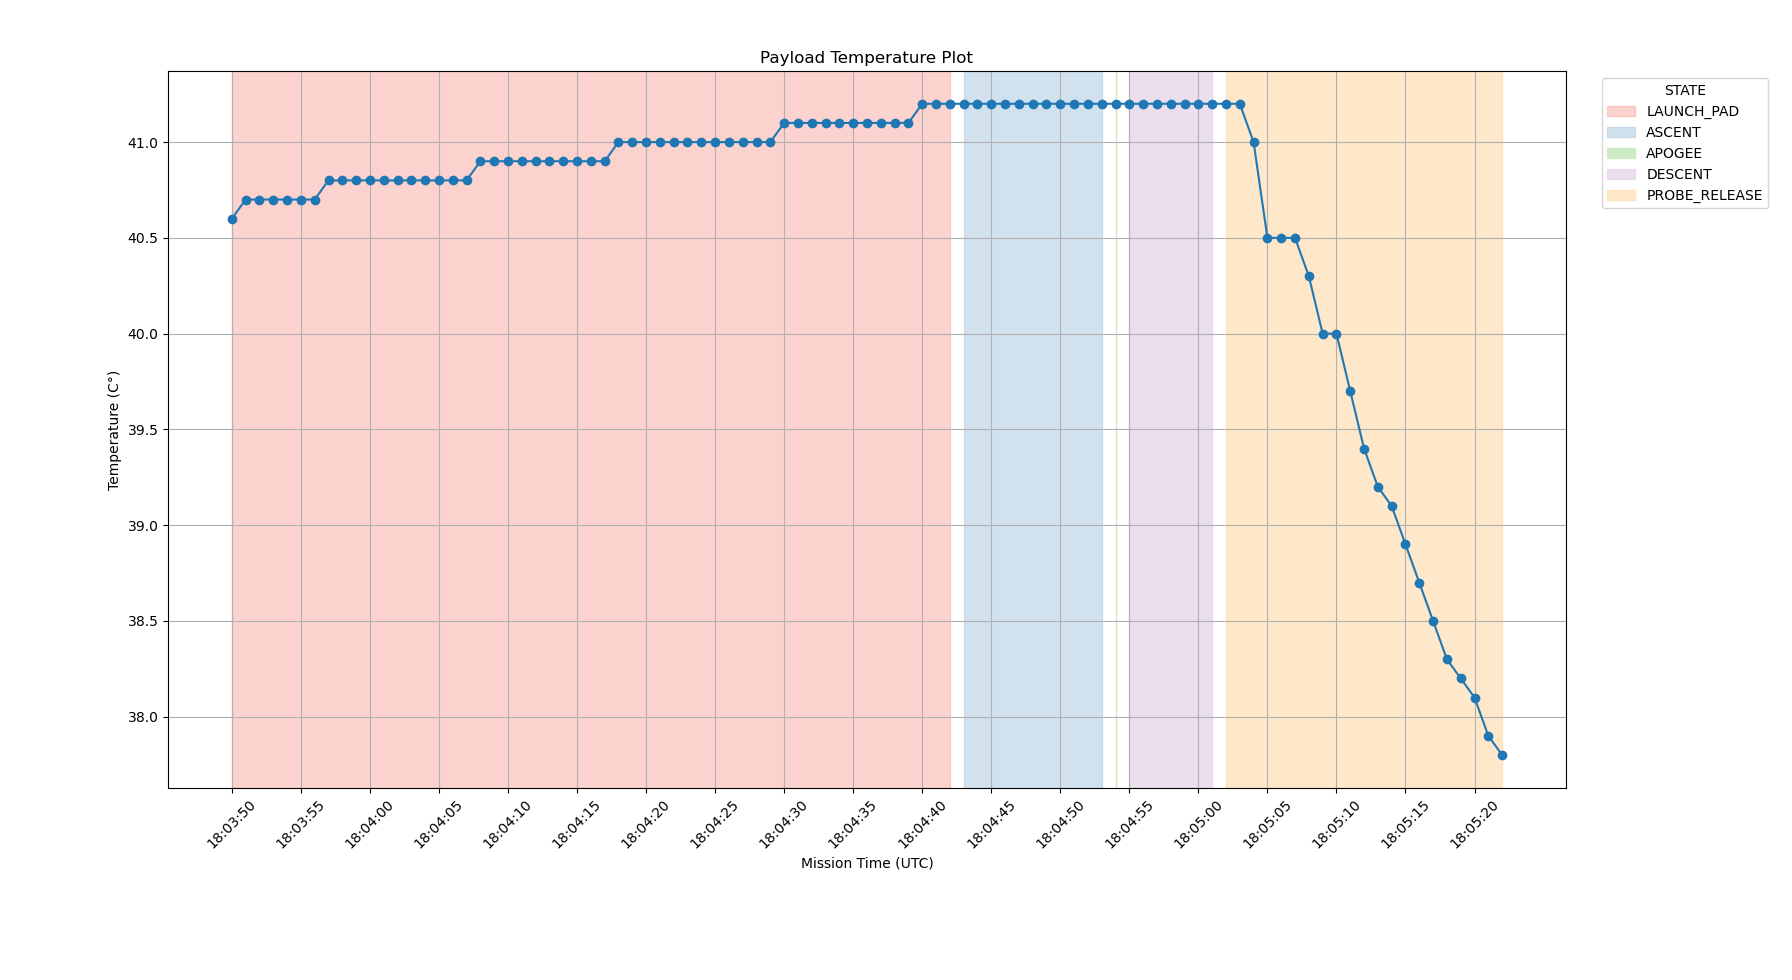 Payload Temperature Plot
STATE
LAUNCH_PAD
ASCENT
APOGEE
DESCENT
PROBE_RELEASE
Temperature (C°)
41.0
40.5
40.0
39.5
39.0
38.5
38.0
18:03:50
18:03:55
18:04:00
18:04:05
18:04:10
18:04:15
18:04:20
18:04:25
18:04:30
18:04:35
18:04:40
18:04:45
18:04:50
18:04:55
18:05:00
18:05:05
18:05:10
18:05:15
18:05:20
Mission Time (UTC)